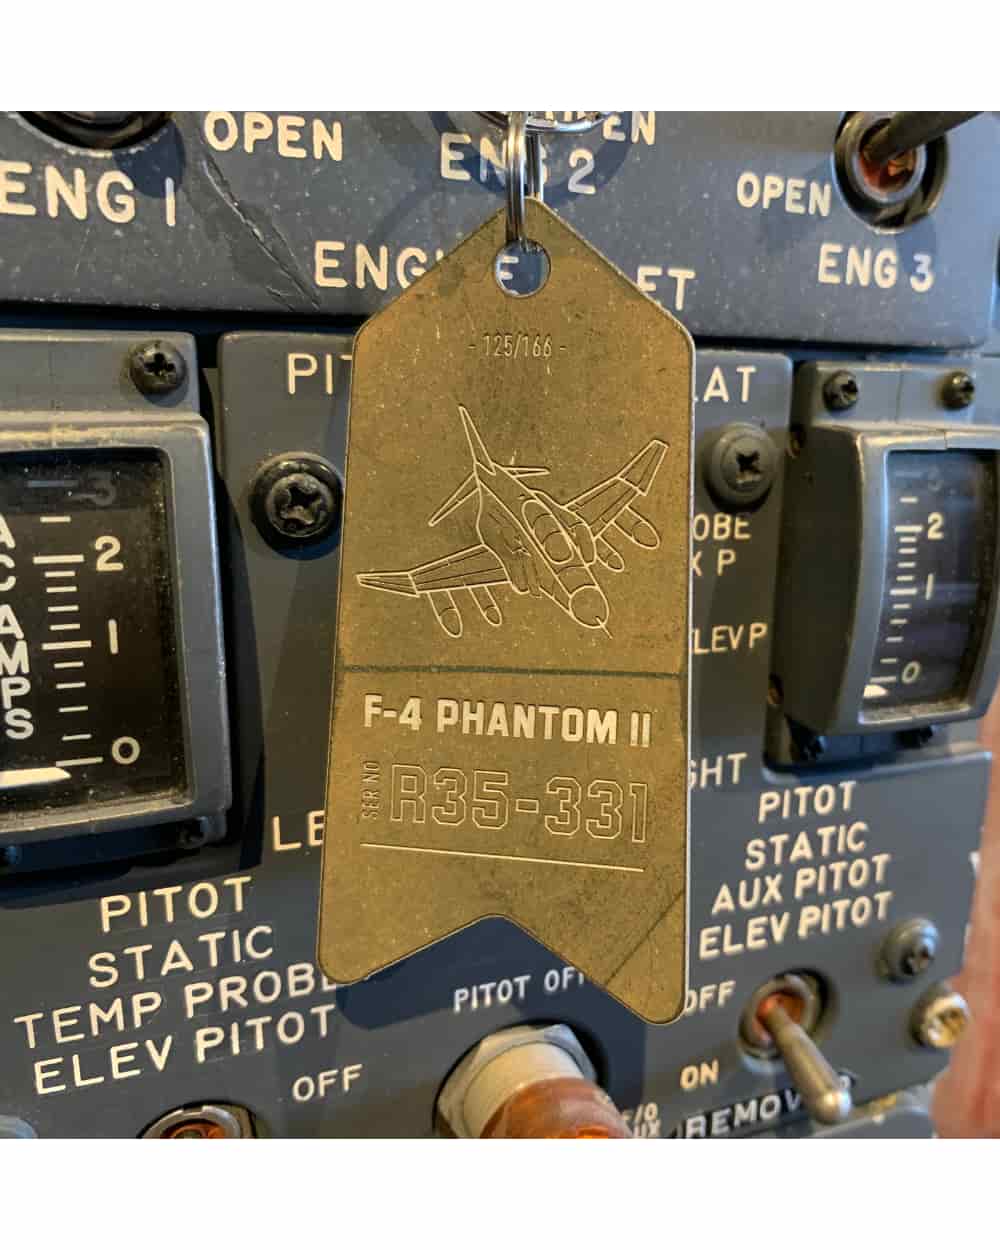 OPEN
ENG 1
ENG 2
OPEN
ENG 3
- 125/166 -
3
2
1
0
AC AMPS
2
1
0
F-4 PHANTOM II
SER NO
R35-331
PITOT
STATIC
AUX PITOT
ELEV PITOT
OFF
ON
PITOT
STATIC
TEMP PROBE
ELEV PITOT
OFF
PITOT OFF
REMOV